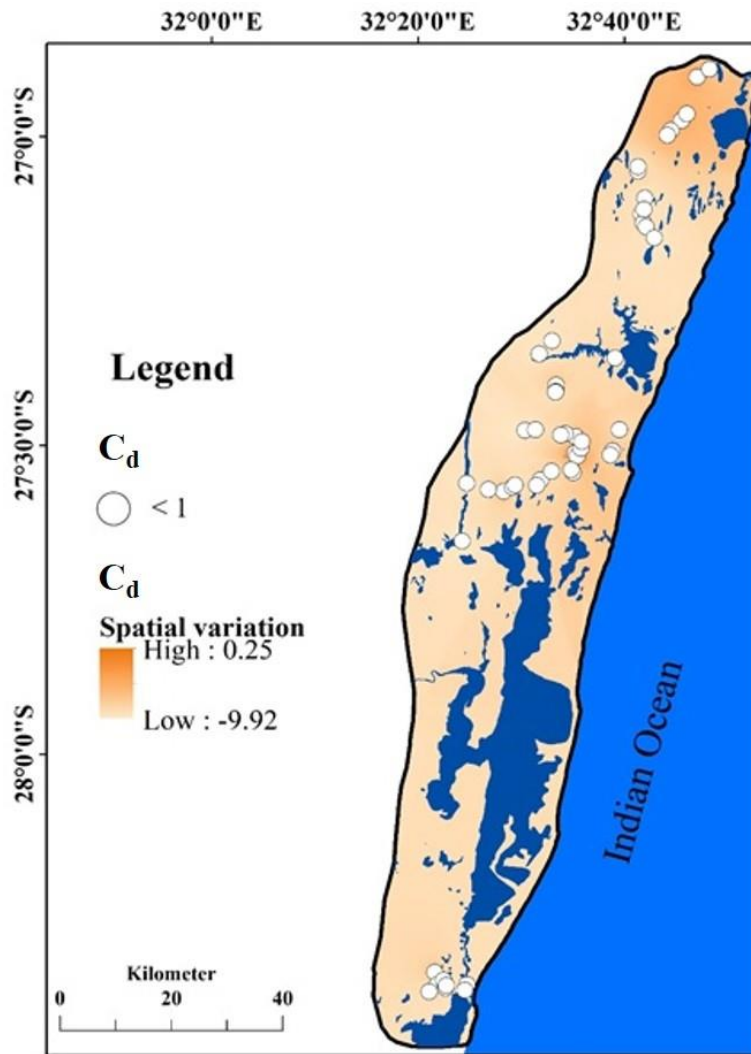 32°0'0"E 32°20'0"E 32°40'0"E
27°0'0"S
27°30'0"S
28°0'0"S
Legend
Cd
< 1
Cd
Spatial variation
High : 0.25
Low : -9.92
Indian Ocean
Kilometer
0 20 40